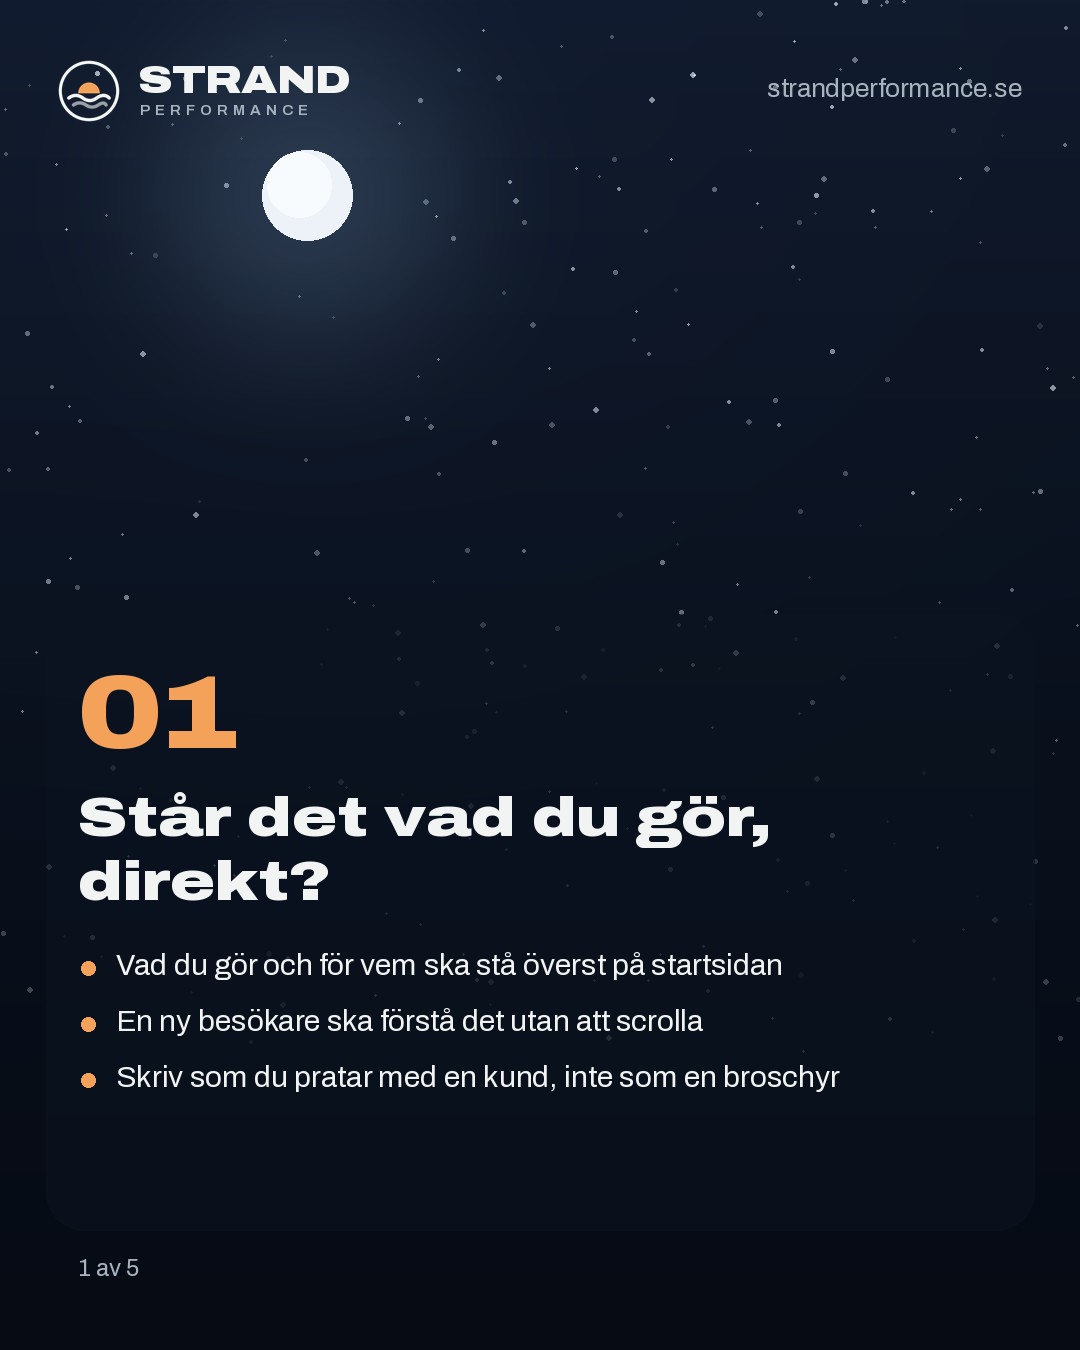 STRAND
PERFORMANCE
strandperformance.se
01
Står det vad du gör,
direkt?
Vad du gör och för vem ska stå överst på startsidan
En ny besökare ska förstå det utan att scrolla
Skriv som du pratar med en kund, inte som en broschyr
1 av 5